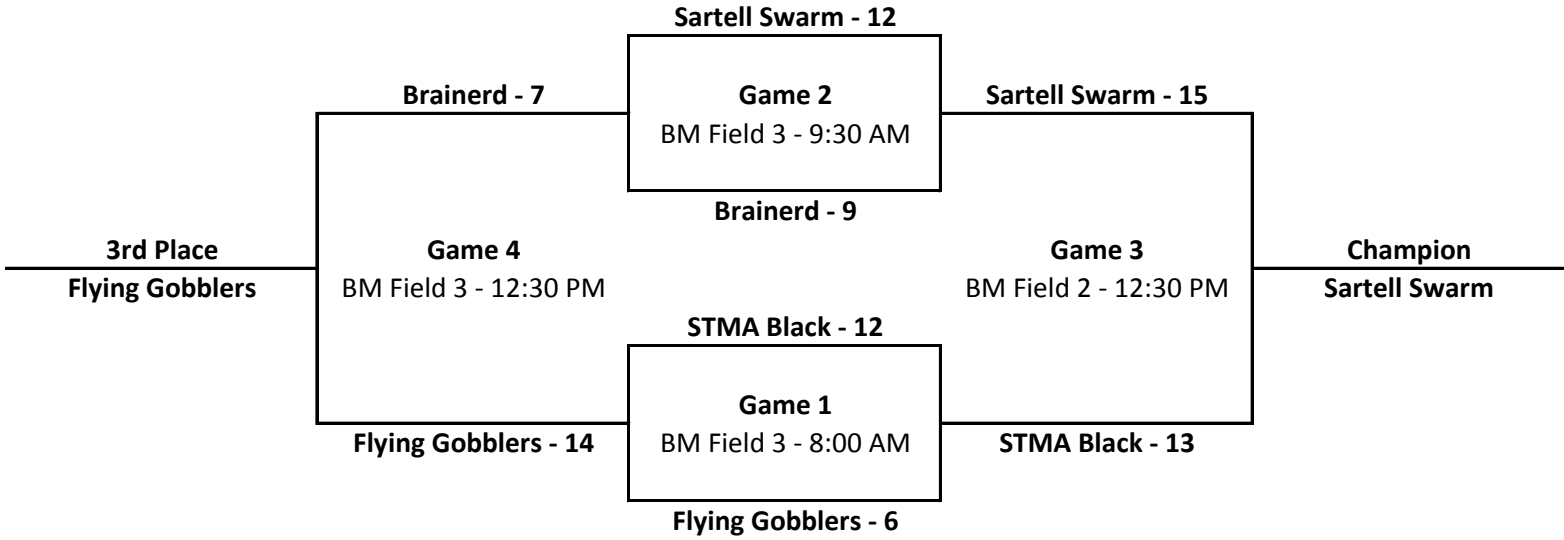 Sartell Swarm - 12
Brainerd - 7
Game 2
Sartell Swarm - 15
BM Field 3 - 9:30 AM
Brainerd - 9
3rd Place
Game 4
Game 3
Champion
Flying Gobblers
BM Field 3 - 12:30 PM
BM Field 2 - 12:30 PM
Sartell Swarm
STMA Black - 12
Game 1
Flying Gobblers - 14
BM Field 3 - 8:00 AM
STMA Black - 13
Flying Gobblers - 6